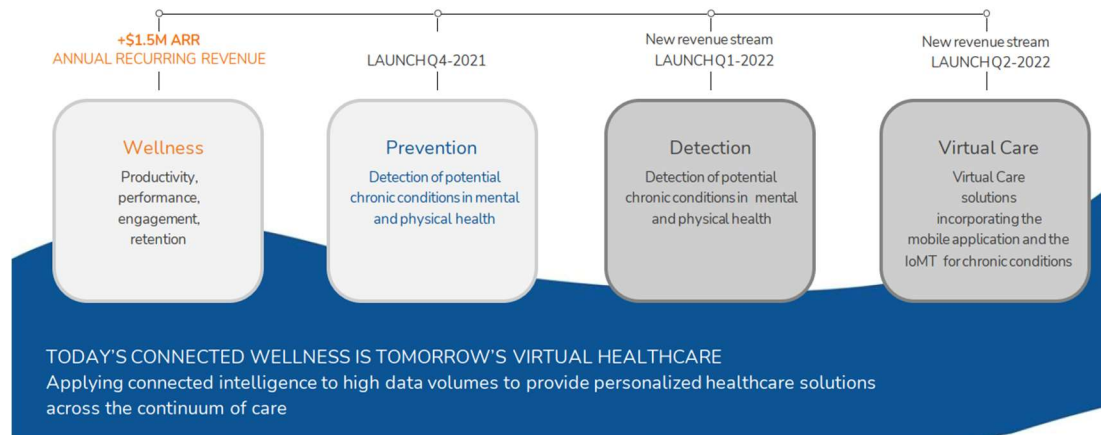 +$1.5M ARR
ANNUAL RECURRING REVENUE
LAUNCH Q4-2021
New revenue stream
LAUNCH Q1-2022
New revenue stream
LAUNCH Q2-2022
Wellness
Productivity,
performance,
engagement,
retention
Prevention
Detection of potential
chronic conditions in mental
and physical health
Detection
Detection of potential
chronic conditions in mental
and physical health
Virtual Care
Virtual Care
solutions
incorporating the
mobile application and the
IoMT for chronic conditions
TODAY'S CONNECTED WELLNESS IS TOMORROW'S VIRTUAL HEALTHCARE
Applying connected intelligence to high data volumes to provide personalized healthcare solutions
across the continuum of care